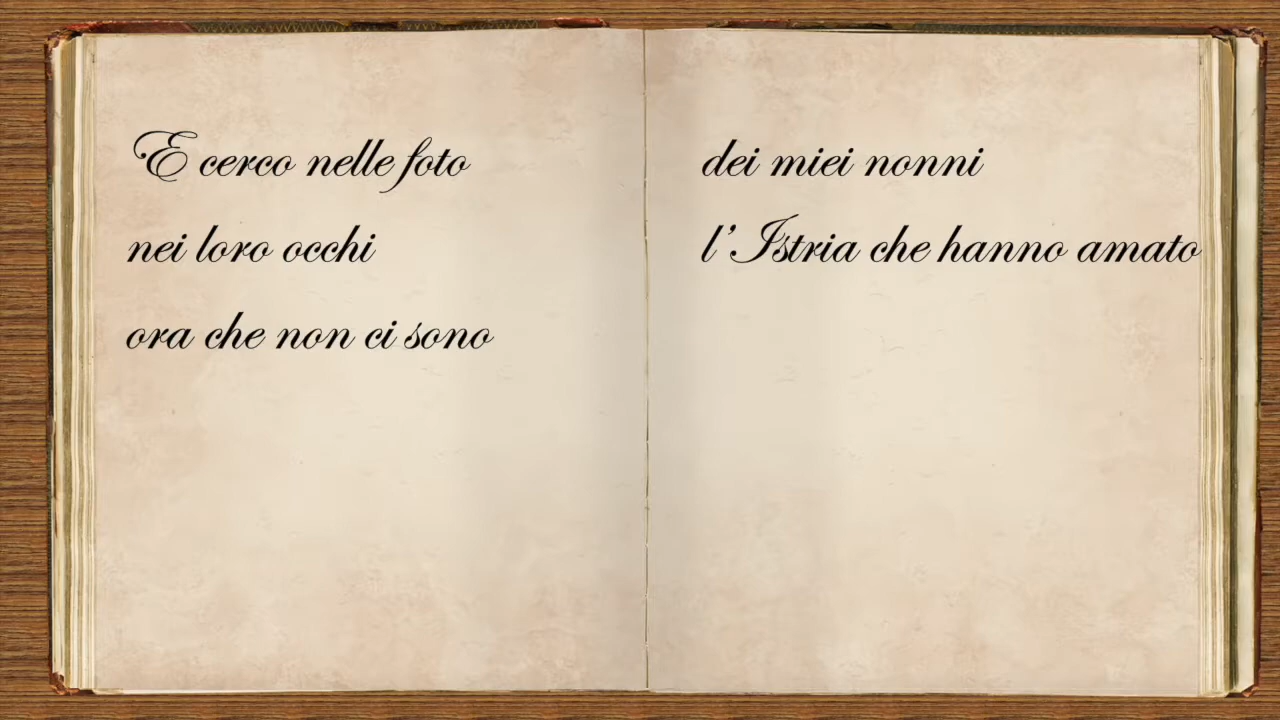 E cerco nelle foto
nei loro occhi
ora che non ci sono
dei miei nonni
l'Istria che hanno amato